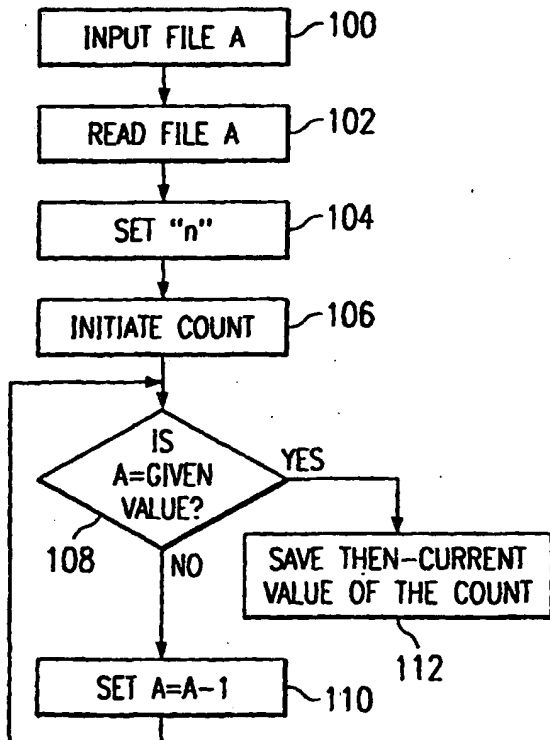 INPUT FILE A
100
READ FILE A
102
SET "n"
104
INITIATE COUNT
106
IS
A=GIVEN
VALUE?
YES
108
NO
SAVE THEN-CURRENT
VALUE OF THE COUNT
112
SET A=A-1
110